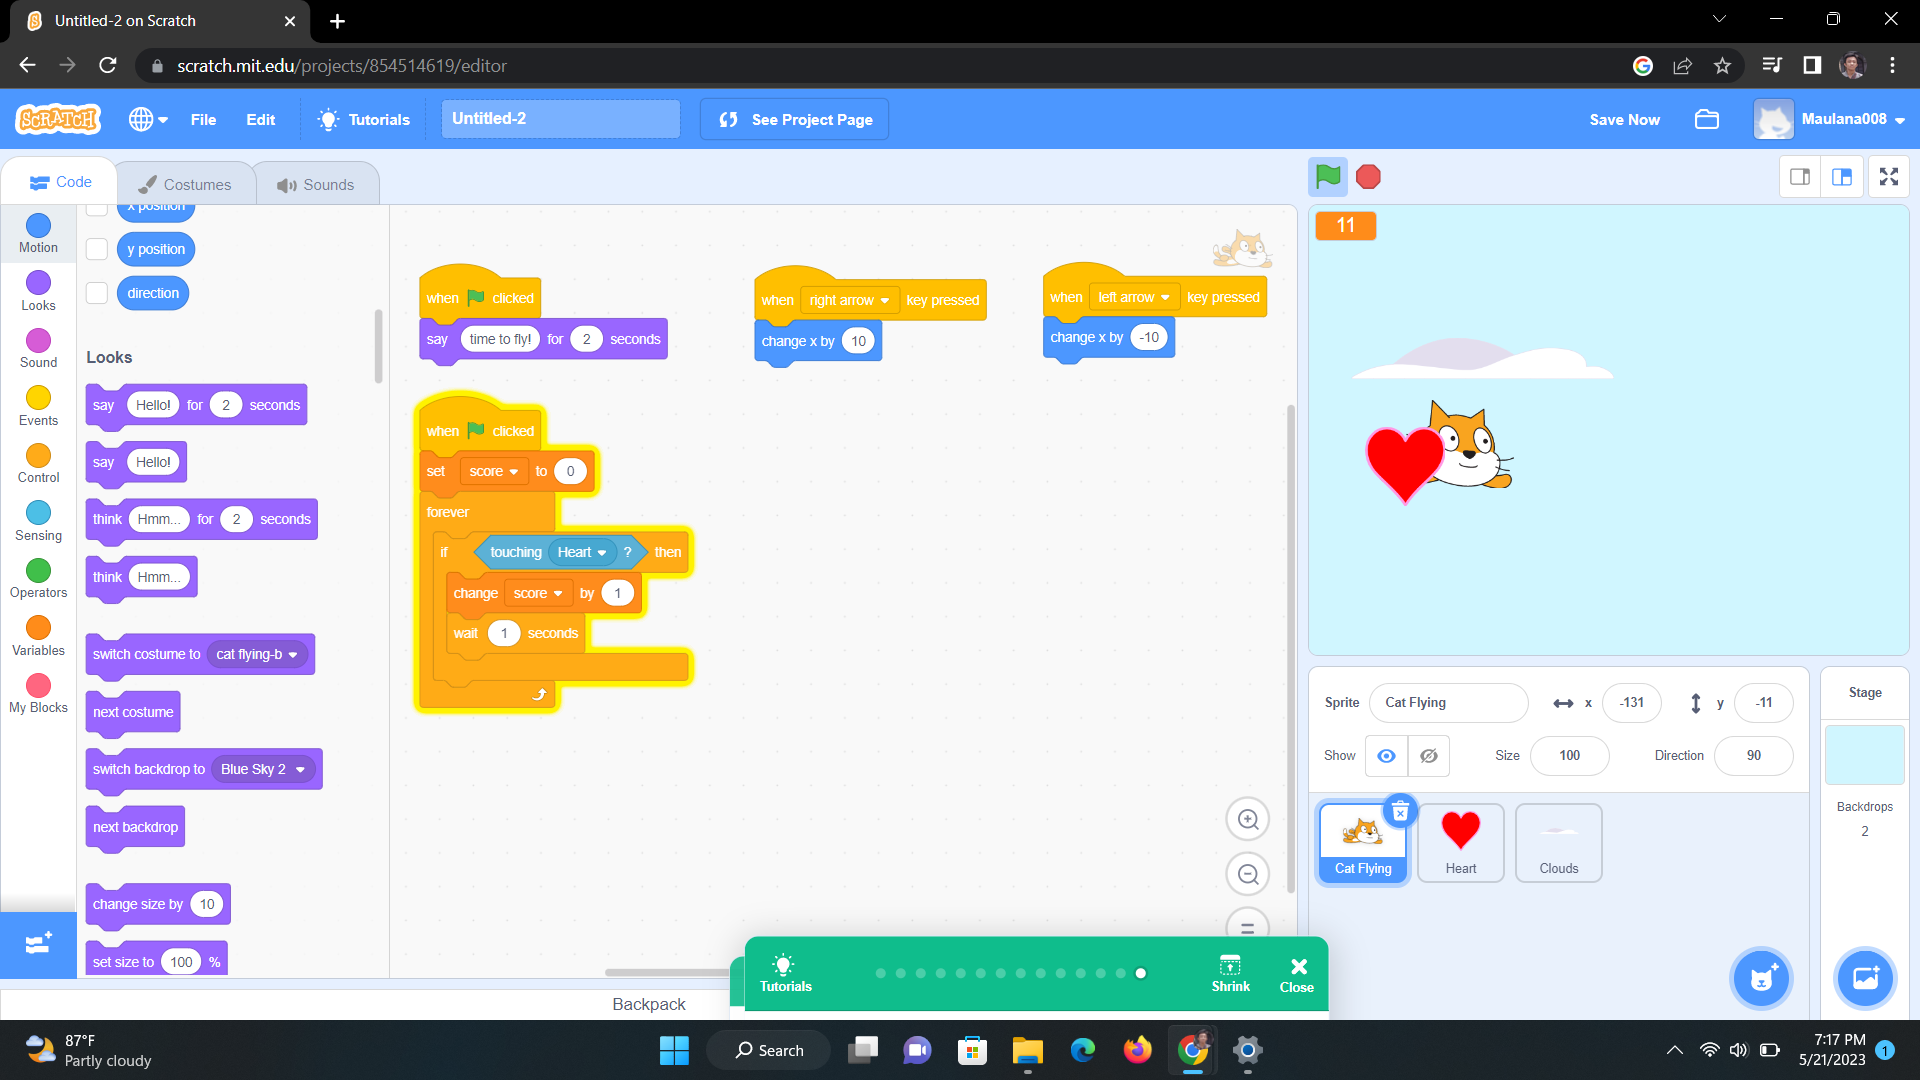 Untitled-2 on Scratch
scratch.mit.edu/projects/854514619/editor
SCRATCH
File
Edit
Tutorials
Untitled-2
See Project Page
Save Now
Maulana008
Code
Costumes
Sounds
Motion
Looks
Sound
Events
Control
Sensing
Operators
Variables
My Blocks
x position
y position
direction
Looks
say Hello! for 2 seconds
say Hello!
think Hmm... for 2 seconds
think Hmm...
switch costume to cat flying-b
next costume
switch backdrop to Blue Sky 2
next backdrop
change size by 10
set size to 100 %
when clicked
say time to fly! for 2 seconds
when right arrow key pressed
change x by 10
when left arrow key pressed
change x by -10
when clicked
set score to 0
forever
if touching Heart ? then
change score by 1
wait 1 seconds
11
Sprite Cat Flying x -131 y -11
Show Size 100 Direction 90
Cat Flying
Heart
Clouds
Stage
Backdrops
2
Tutorials
Shrink
Close
Backpack
87°F
Partly cloudy
Search
7:17 PM
5/21/2023
1